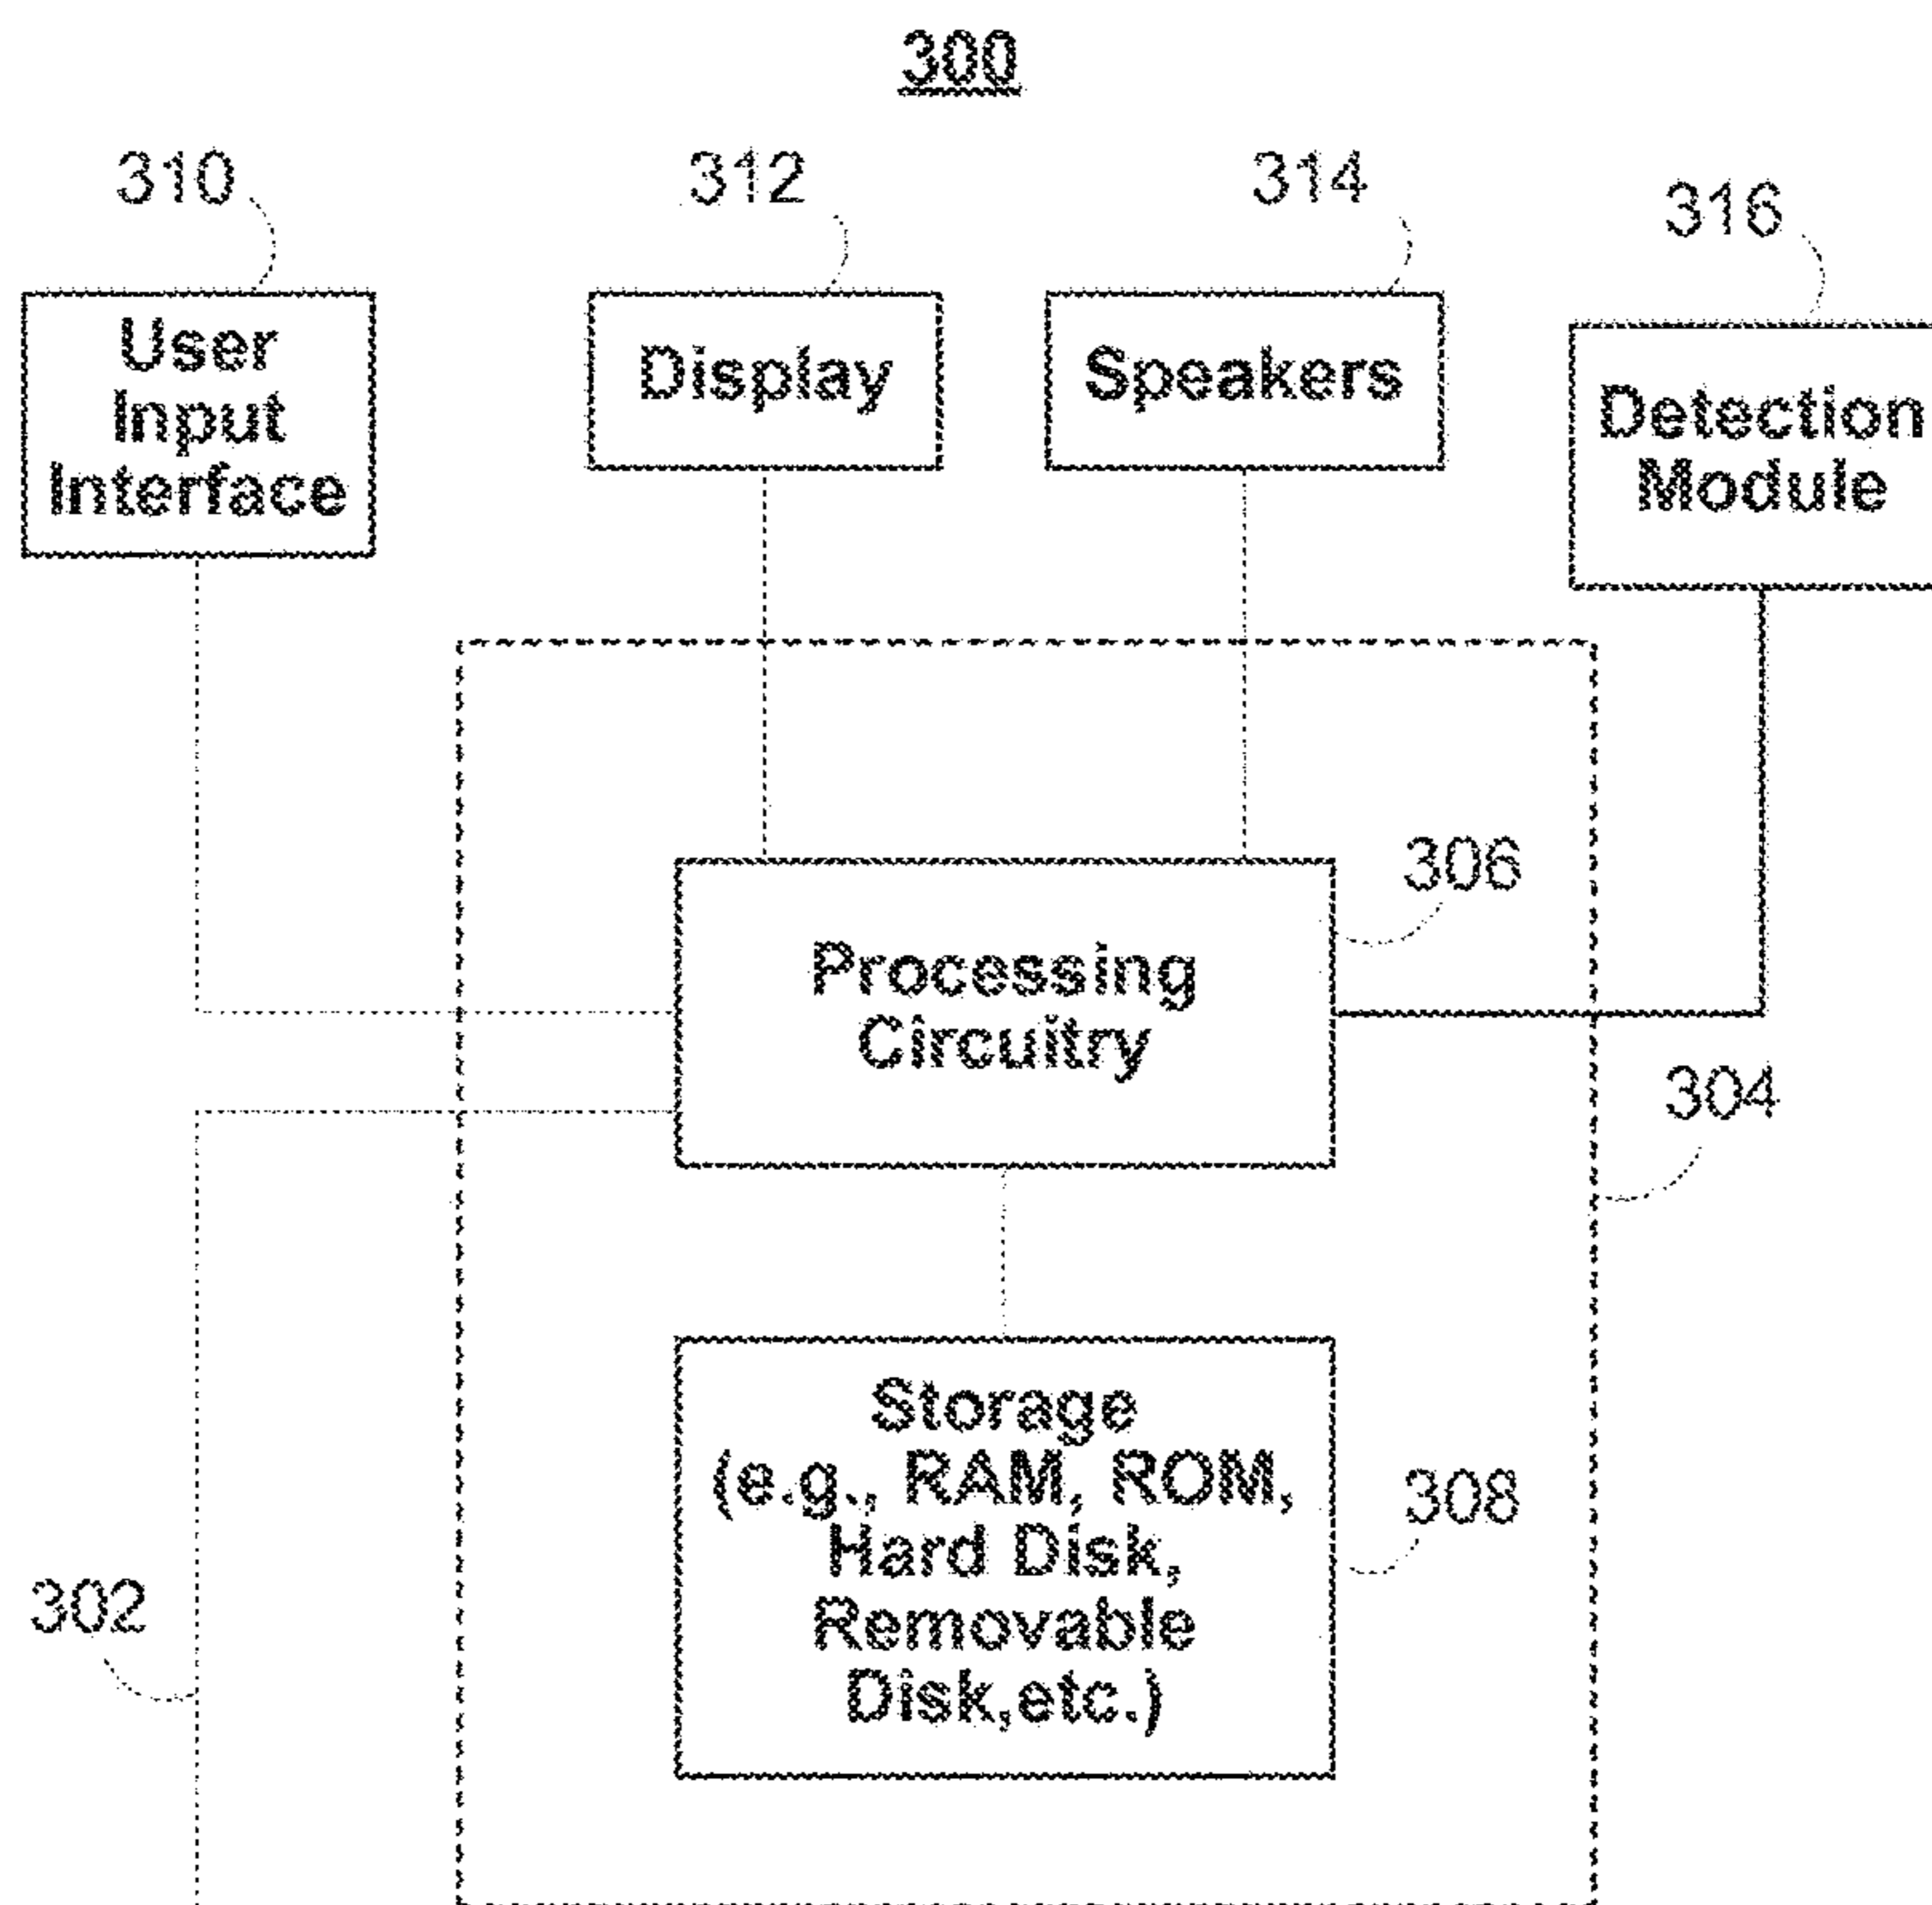 300
310
312
314
316
User
Input
Interface
Display
Speakers
Detection
Module
306
Processing
Circuitry
304
Storage
(e.g., RAM, ROM,
Hard Disk,
Removable
Disk,etc.)
308
302